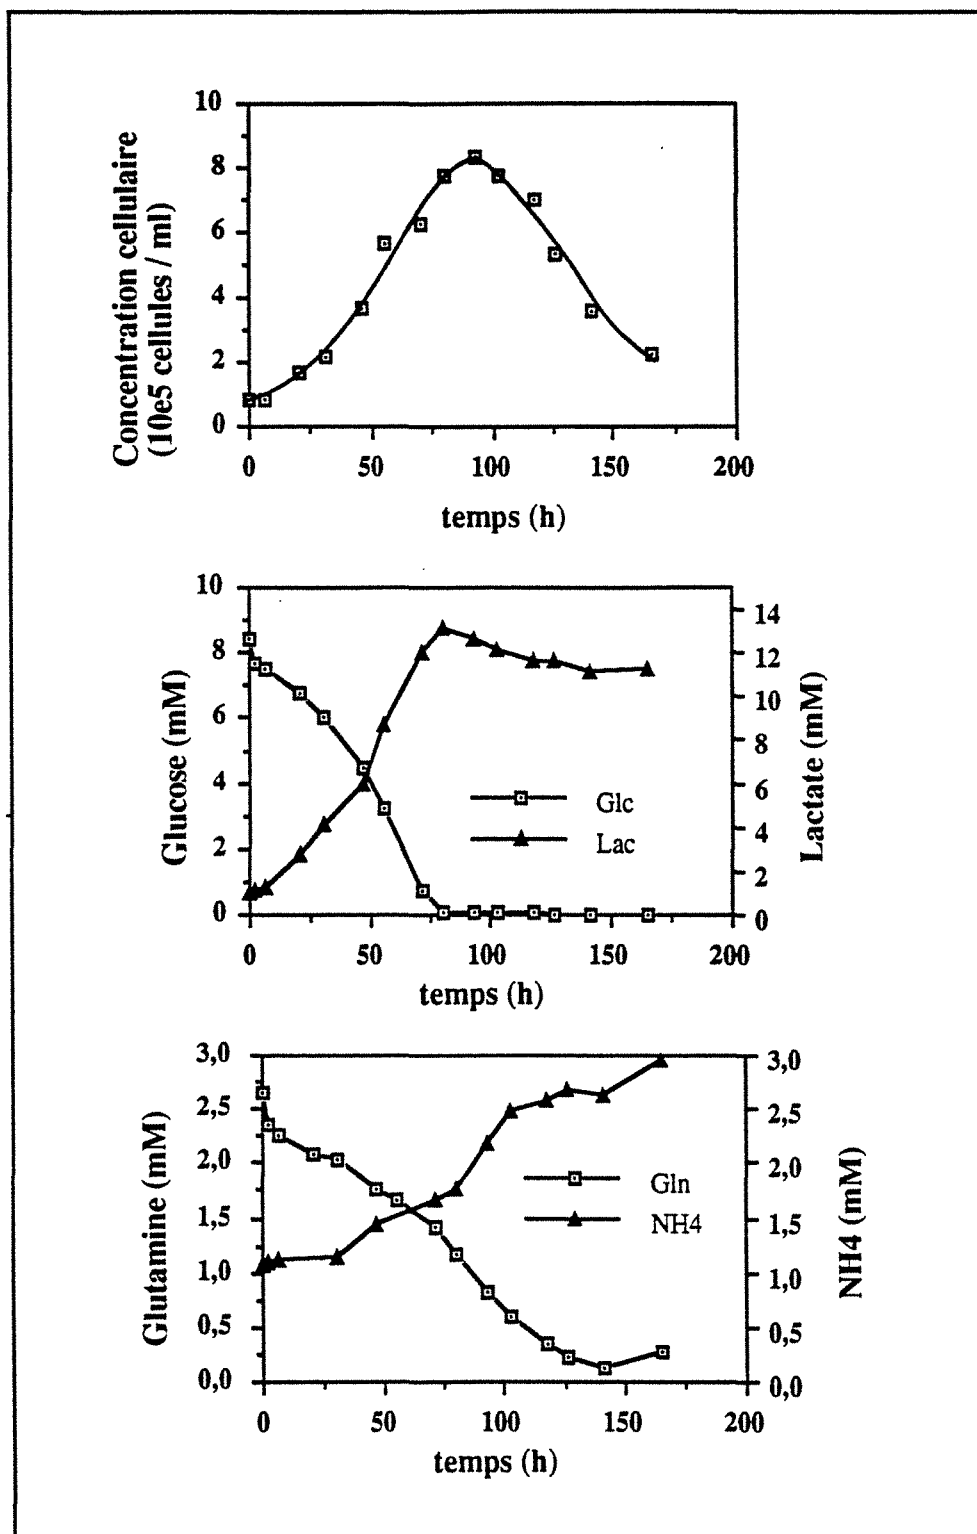 Concentration cellulaire
(10e5 cellules / ml)
10
8
6
4
2
0
0 50 100 150 200
temps (h)
Glucose (mM)
10
8
6
4
2
0
Lactate (mM)
14
12
10
8
6
4
2
0
Glc
Lac
0 50 100 150 200
temps (h)
Glutamine (mM)
3,0
2,5
2,0
1,5
1,0
0,5
0,0
NH4 (mM)
3,0
2,5
2,0
1,5
1,0
0,5
0,0
Gln
NH4
0 50 100 150 200
temps (h)